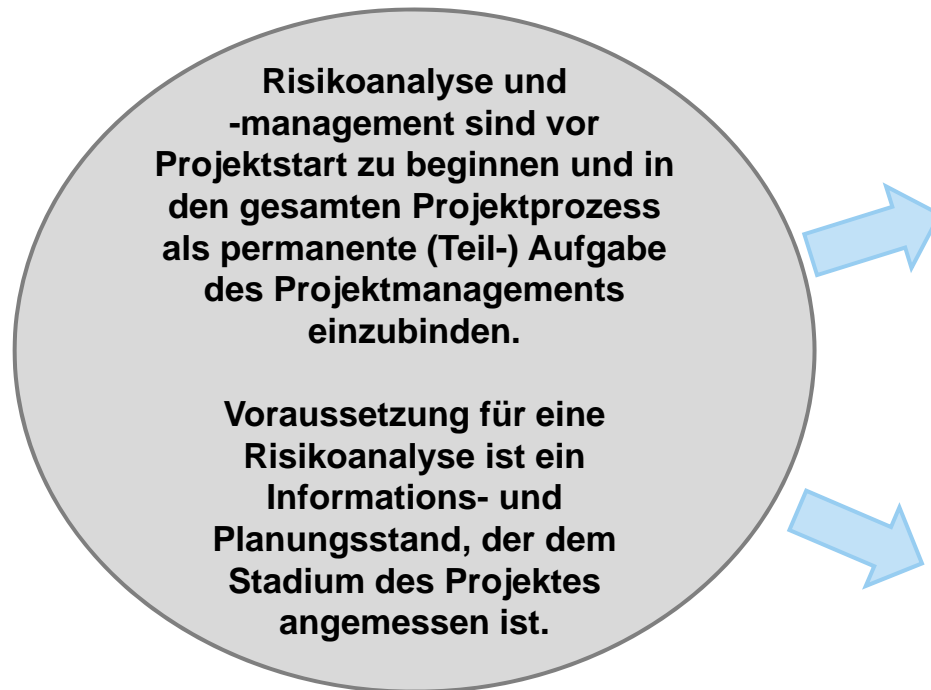 Risikoanalyse und
-management sind vor
Projektstart zu beginnen und in
den gesamten Projektprozess
als permanente (Teil-) Aufgabe
des Projektmanagements
einzubinden.
Voraussetzung für eine
Risikoanalyse ist ein
Informations- und
Planungsstand, der dem
Stadium des Projektes
angemessen ist.